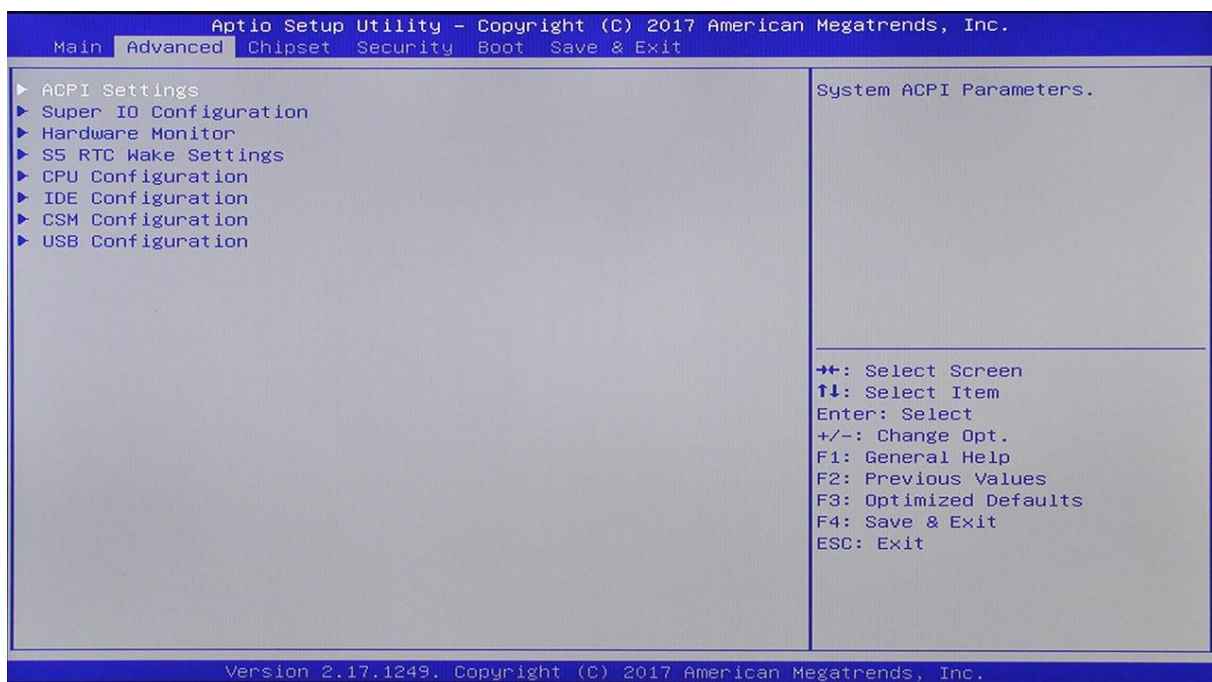 Aptio Setup Utility – Copyright (C) 2017 American Megatrends, Inc.
Main Advanced Chipset Security Boot Save & Exit
► ACPI Settings
► Super IO Configuration
► Hardware Monitor
► S5 RTC Wake Settings
► CPU Configuration
► IDE Configuration
► CSM Configuration
► USB Configuration
System ACPI Parameters.
→←: Select Screen
↑↓: Select Item
Enter: Select
+/-: Change Opt.
F1: General Help
F2: Previous Values
F3: Optimized Defaults
F4: Save & Exit
ESC: Exit
Version 2.17.1249. Copyright (C) 2017 American Megatrends, Inc.